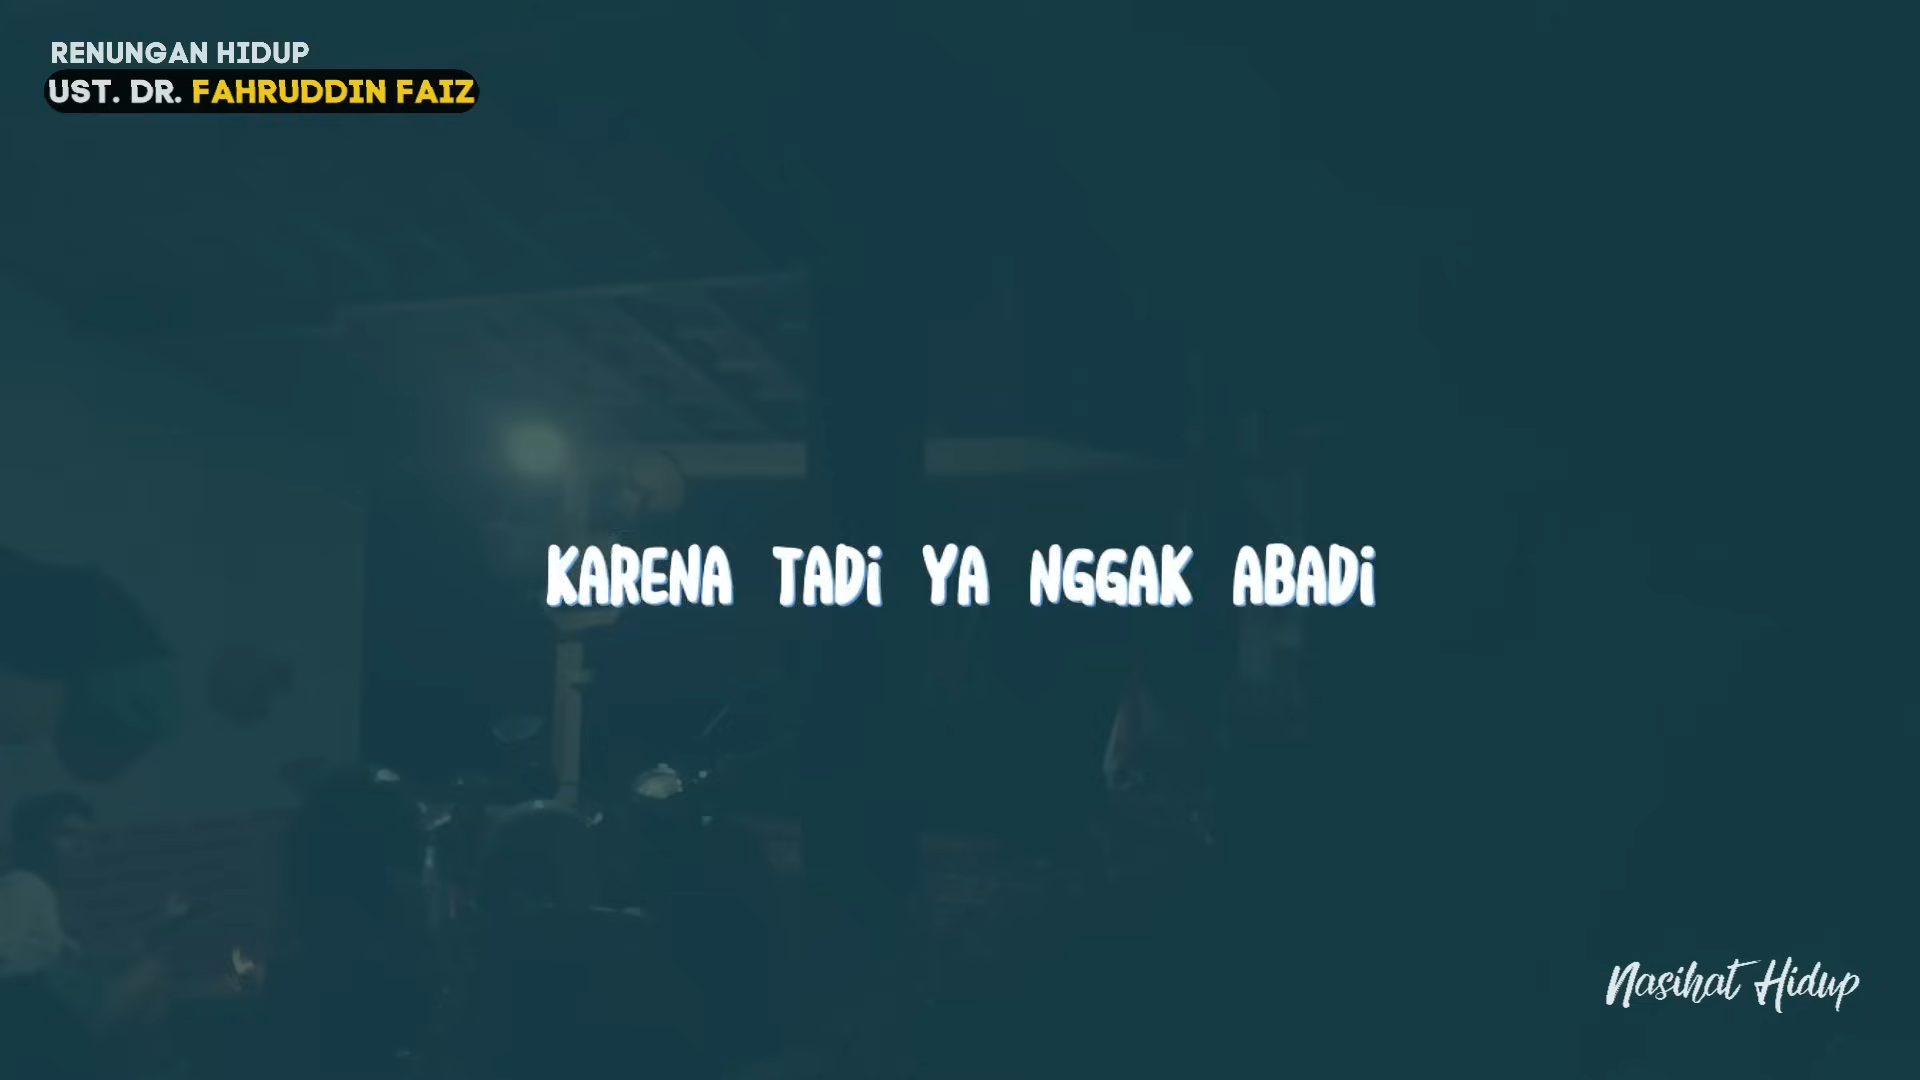 RENUNGAN HIDUP
UST. DR. FAHRUDDIN FAIZ
KARENA TADi YA NGGAK ABADi
Nasihat Hidup